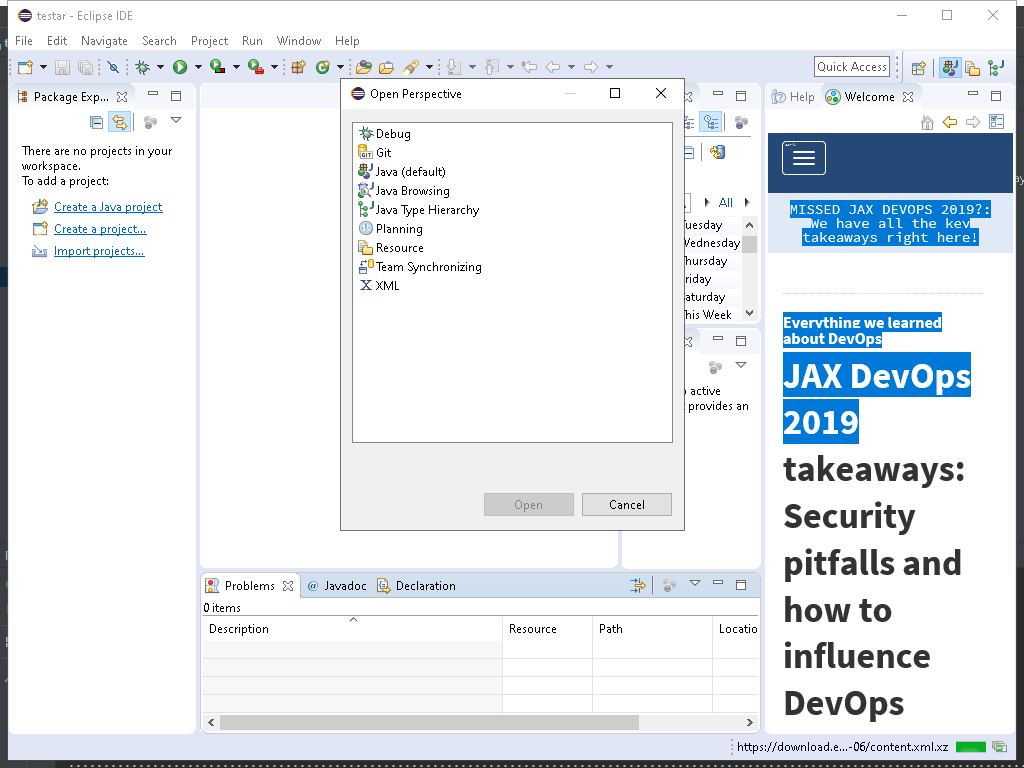 testar - Eclipse IDE
File Edit Navigate Search Project Run Window Help
Quick Access
Package Exp...
There are no projects in your
workspace.
To add a project:
Create a Java project
Create a project...
Import projects...
Open Perspective
Debug
Git
Java (default)
Java Browsing
Java Type Hierarchy
Planning
Resource
Team Synchronizing
XML
Open Cancel
All
uesday
Wednesday
hursday
riday
aturday
his Week
active
provides an
Help Welcome
MISSED JAX DEVOPS 2019?:
We have all the key
takeaways right here!
Everything we learned
about DevOps
JAX DevOps
2019
takeaways:
Security
pitfalls and
how to
influence
DevOps
Problems @ Javadoc Declaration
0 items
Description Resource Path Locatio
https://download.e...-06/content.xml.xz